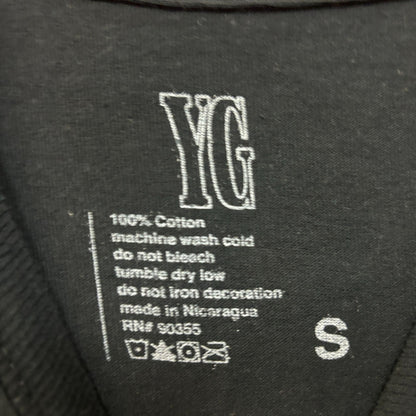 YG
100% Cotton
machine wash cold
do not bleach
tumble dry low
do not iron decoration
made in Nicaragua
RN# 90355
S